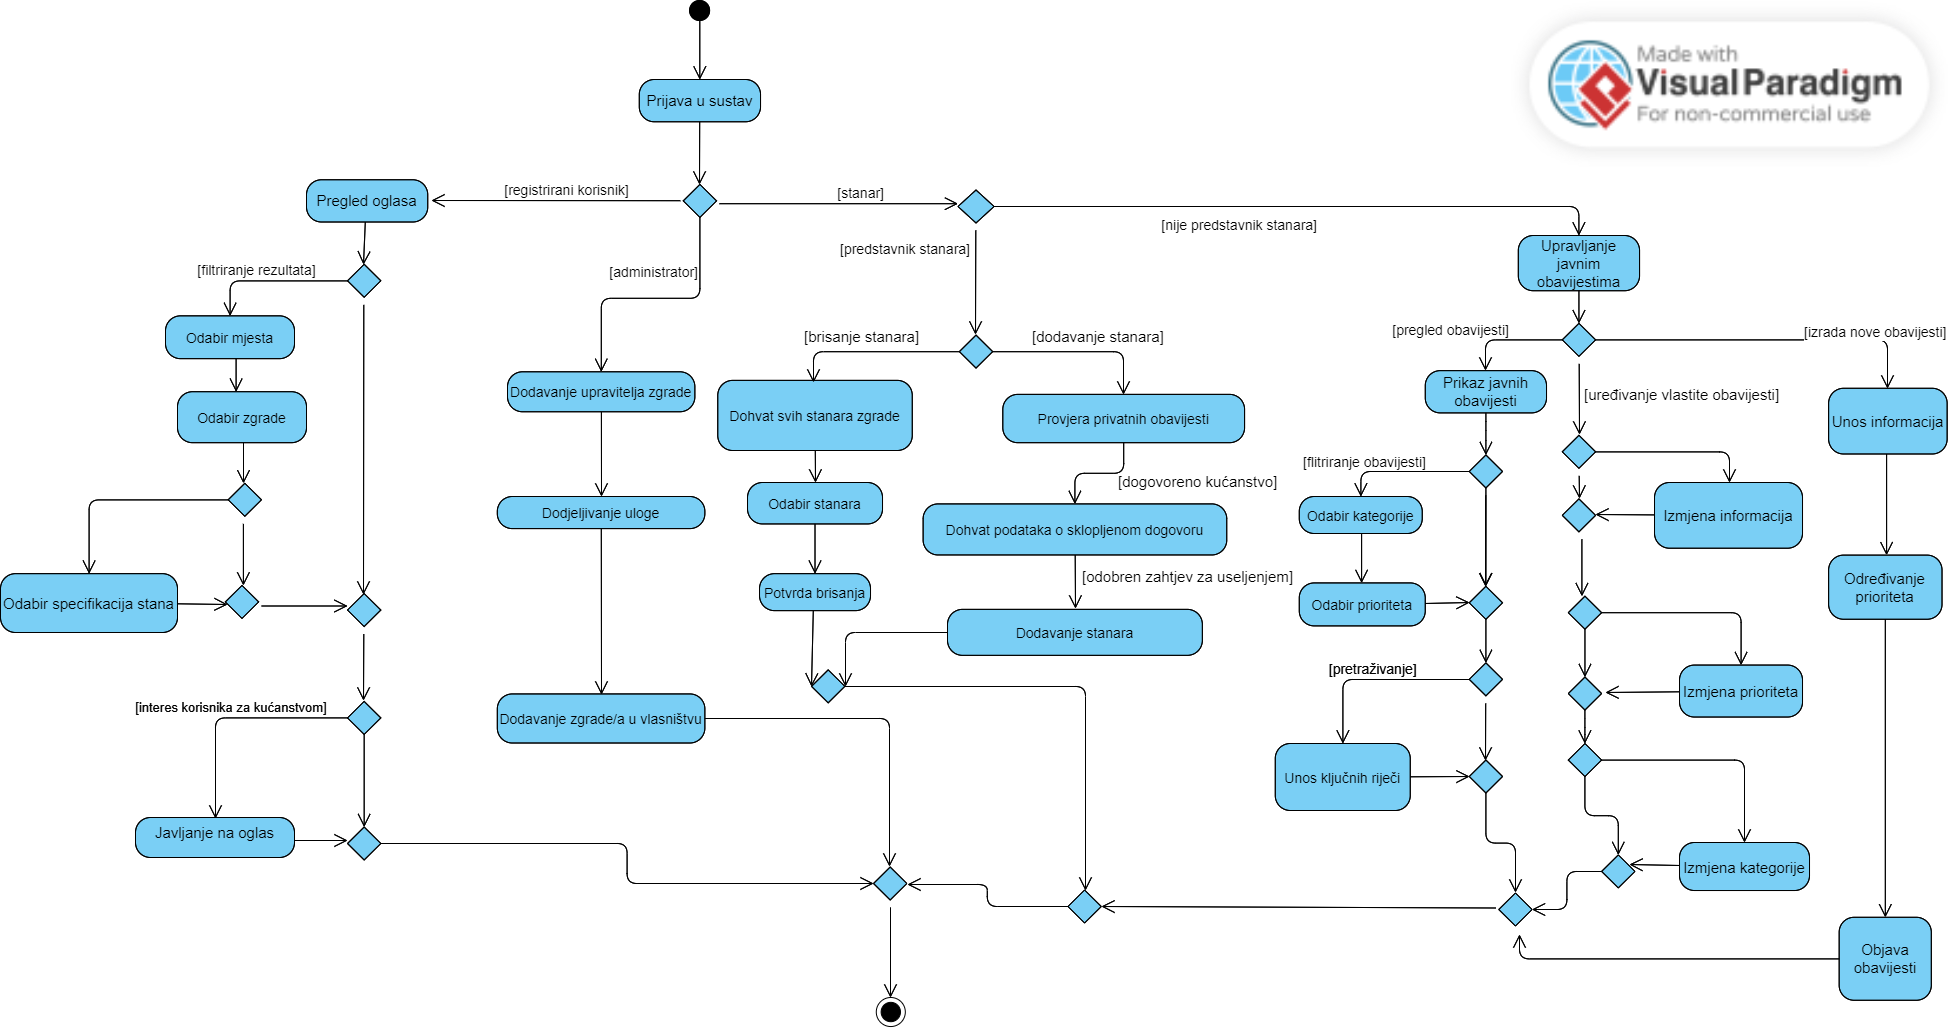 Made with
Visual Paradigm
For non-commercial use
Prijava u sustav
[registrirani korisnik]
[stanar]
Pregled oglasa
[nije predstavnik stanara]
[predstavnik stanara]
Upravljanje
javnim
obavijestima
[filtriranje rezultata]
[administrator]
Odabir mjesta
[brisanje stanara]
[dodavanje stanara]
[pregled obavijesti]
[izrada nove obavijesti]
Dodavanje upravitelja zgrade
Prikaz javnih
obavijesti
[uređivanje vlastite obavijesti]
Odabir zgrade
Dohvat svih stanara zgrade
Provjera privatnih obavijesti
Unos informacija
[flitriranje obavijesti]
[dogovoreno kućanstvo]
Odabir stanara
Dodjeljivanje uloge
Odabir kategorije
Izmjena informacija
Dohvat podataka o sklopljenom dogovoru
[odobren zahtjev za useljenjem]
Određivanje
prioriteta
Potvrda brisanja
Odabir specifikacija stana
Odabir prioriteta
Dodavanje stanara
[pretraživanje]
Izmjena prioriteta
[interes korisnika za kućanstvom]
Dodavanje zgrade/a u vlasništvu
Unos ključnih riječi
Javljanje na oglas
Izmjena kategorije
Objava
obavijesti